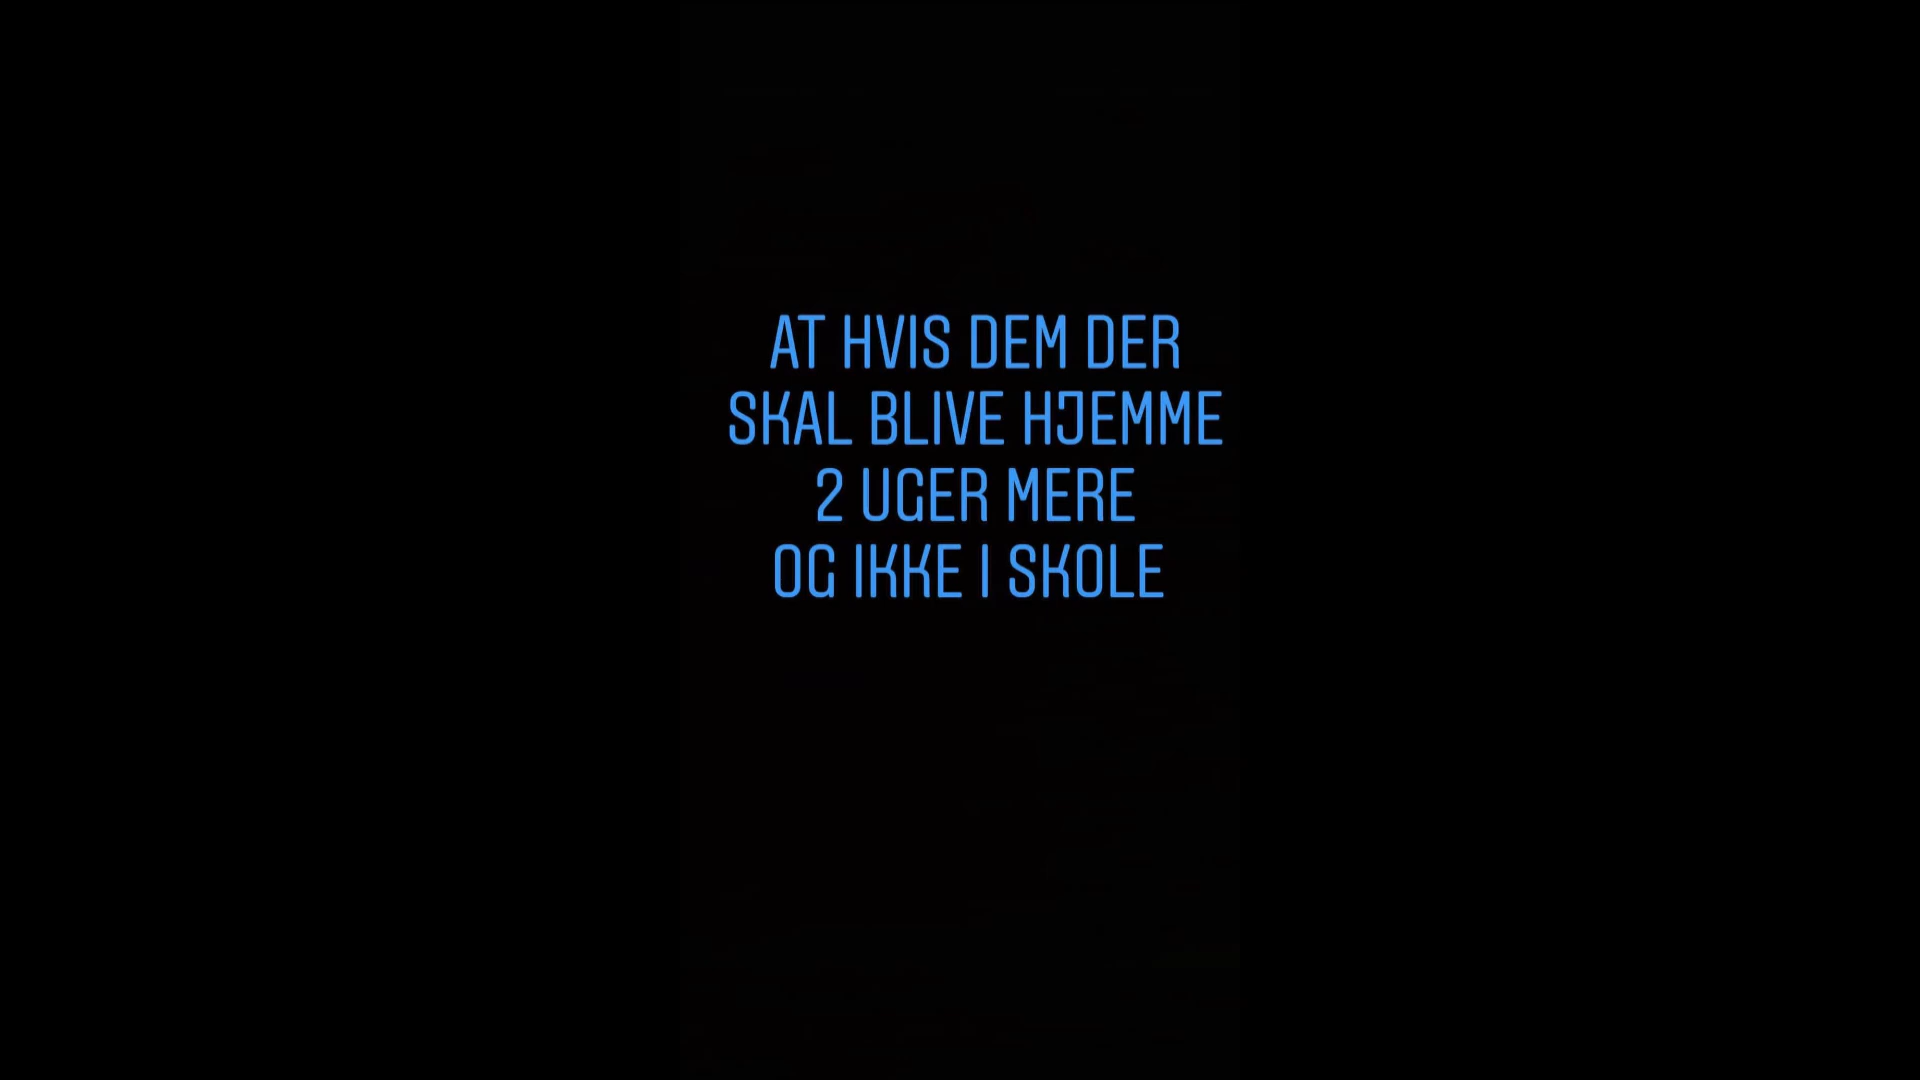 AT HVIS DEM DER
SKAL BLIVE HJEMME
2 UGER MERE
OG IKKE I SKOLE